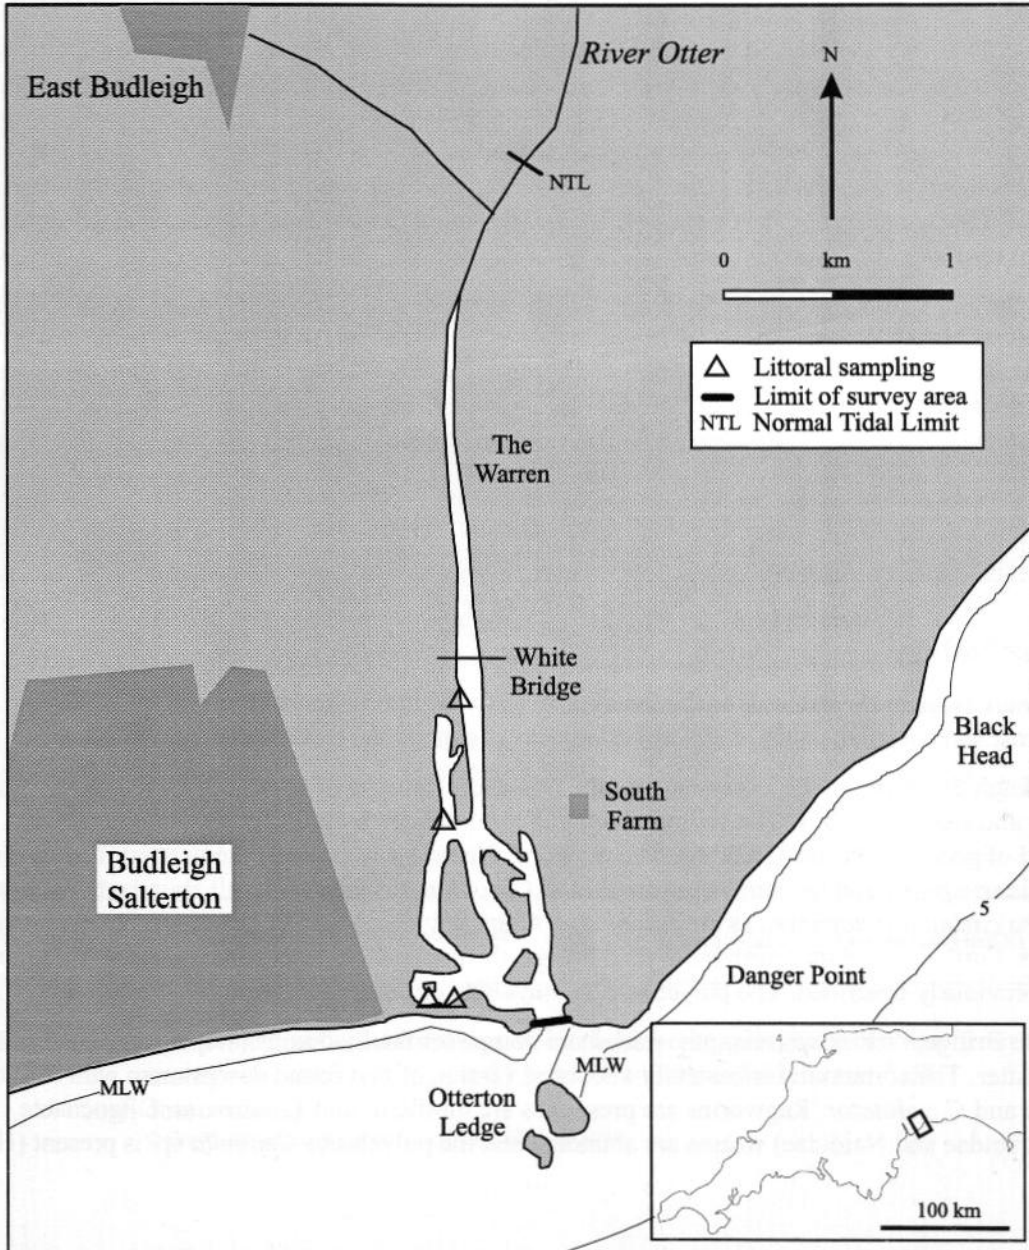 River Otter
East Budleigh
N
NTL
0 km 1
Littoral sampling
Limit of survey area
NTL Normal Tidal Limit
The
Warren
White
Bridge
Black
Head
South
Farm
Budleigh
Salterton
5
Danger Point
MLW
MLW
Otterton
Ledge
100 km